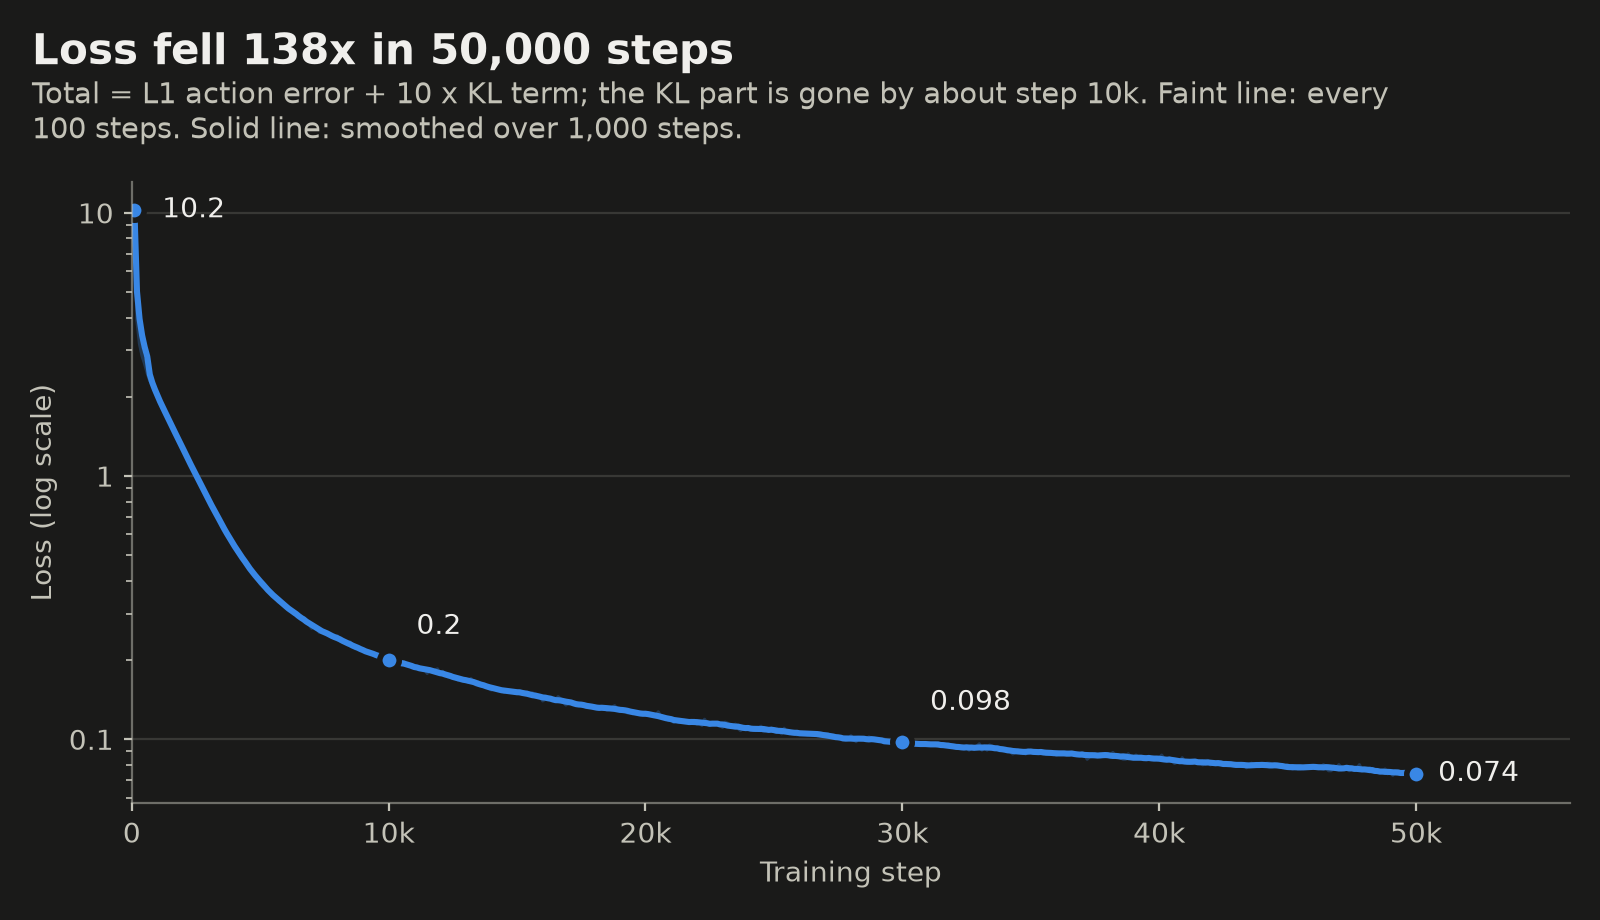 Loss fell 138x in 50,000 steps
Total = L1 action error + 10 x KL term; the KL part is gone by about step 10k. Faint line: every
100 steps. Solid line: smoothed over 1,000 steps.
10
10.2
1
0.2
0.098
0.1
0.074
Loss (log scale)
0
10k
20k
30k
40k
50k
Training step